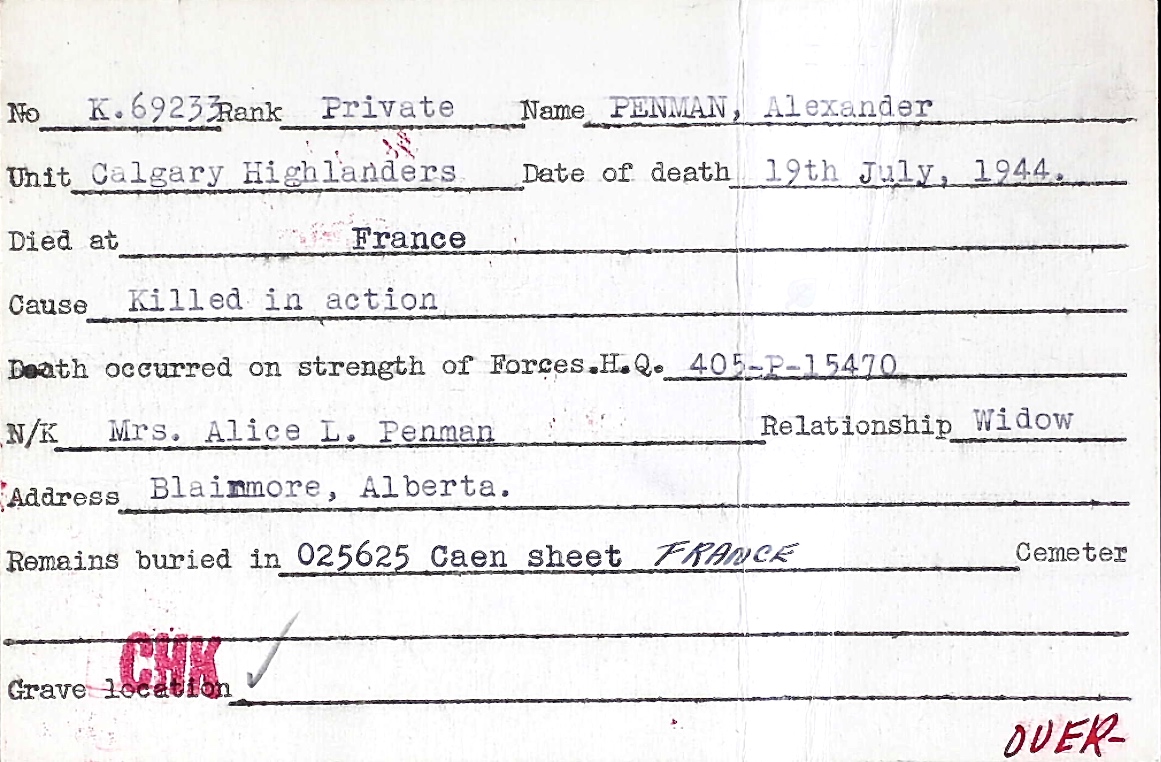 No K.69233 Rank Private Name PENMAN, Alexander
Unit Calgary Highlanders Date of death 19th July, 1944.
Died at France
Cause Killed in action
Death occurred on strength of Forces.H.Q. 405-P-15470
N/K Mrs. Alice L. Penman Relationship Widow
Address Blairmore, Alberta.
Remains buried in 025625 Caen sheet FRANCE Cemeter
CHK
Grave location ✓
OVER-